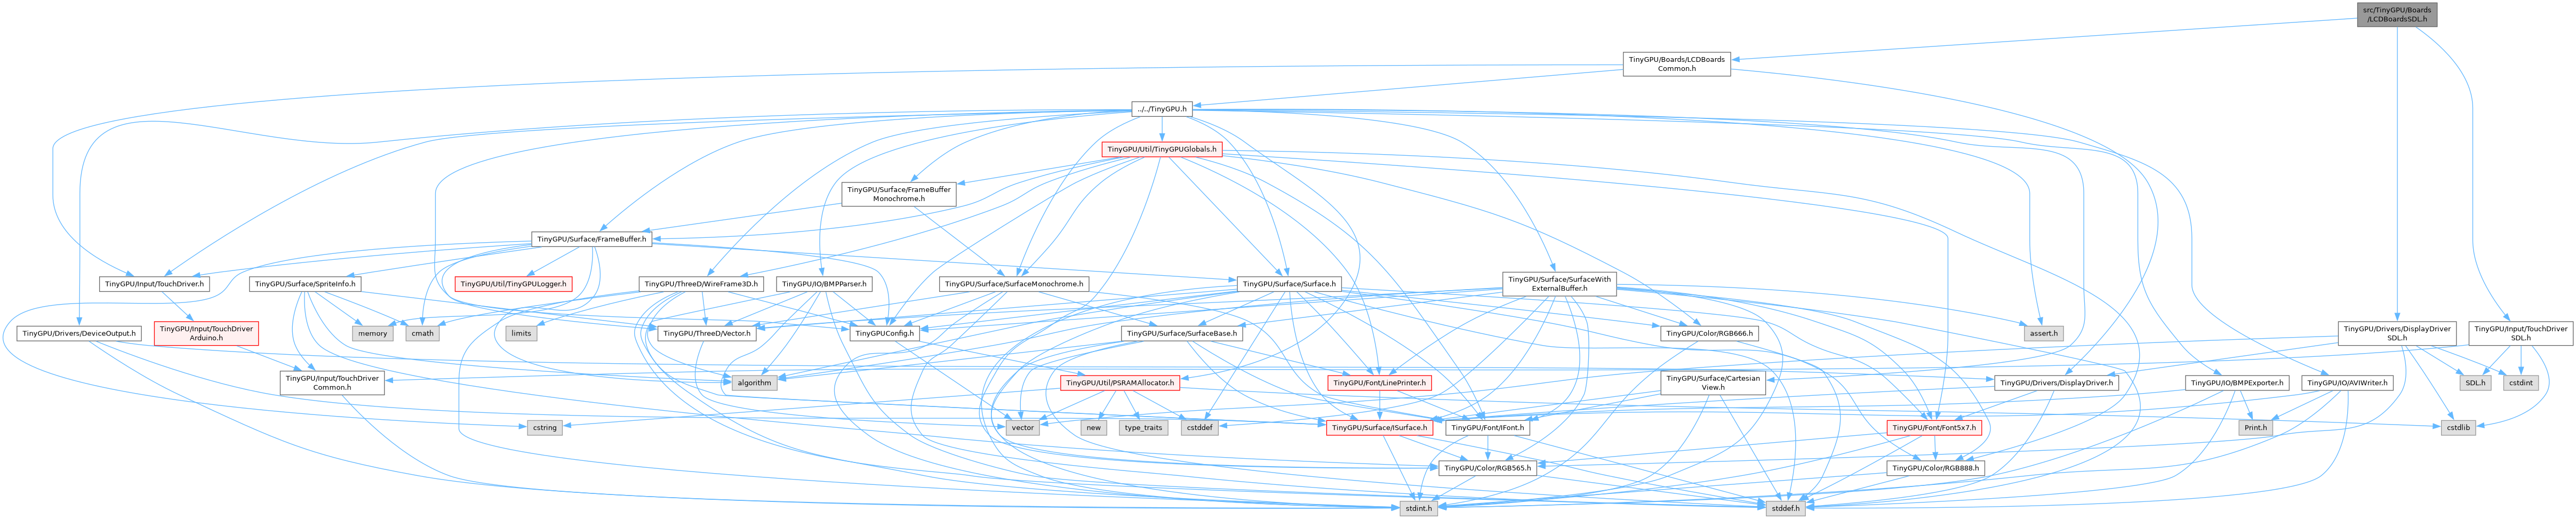 src/TinyGPU/Boards
/LCDBoardsSDL.h
TinyGPU/Boards/LCDBoards
Common.h
../../TinyGPU.h
TinyGPU/Util/TinyGPUGlobals.h
TinyGPU/Surface/FrameBuffer
Monochrome.h
TinyGPU/Surface/FrameBuffer.h
TinyGPU/Input/TouchDriver.h
TinyGPU/Surface/SpriteInfo.h
TinyGPU/Util/TinyGPULogger.h
TinyGPU/ThreeD/WireFrame3D.h
TinyGPU/IO/BMPParser.h
TinyGPU/Surface/SurfaceMonochrome.h
TinyGPU/Surface/Surface.h
TinyGPU/Surface/SurfaceWith
ExternalBuffer.h
TinyGPU/Drivers/DeviceOutput.h
TinyGPU/Input/TouchDriver
Arduino.h
memory
cmath
limits
TinyGPU/ThreeD/Vector.h
TinyGPUConfig.h
TinyGPU/Surface/SurfaceBase.h
TinyGPU/Color/RGB666.h
assert.h
TinyGPU/Drivers/DisplayDriver
SDL.h
TinyGPU/Input/TouchDriver
SDL.h
TinyGPU/Input/TouchDriver
Common.h
algorithm
TinyGPU/Util/PSRAMAllocator.h
TinyGPU/Font/LinePrinter.h
TinyGPU/Surface/Cartesian
View.h
TinyGPU/Drivers/DisplayDriver.h
TinyGPU/IO/BMPExporter.h
TinyGPU/IO/AVIWriter.h
SDL.h
cstdint
cstring
vector
new
type_traits
cstddef
TinyGPU/Surface/ISurface.h
TinyGPU/Font/IFont.h
TinyGPU/Font/Font5x7.h
Print.h
cstdlib
TinyGPU/Color/RGB565.h
TinyGPU/Color/RGB888.h
stdint.h
stddef.h